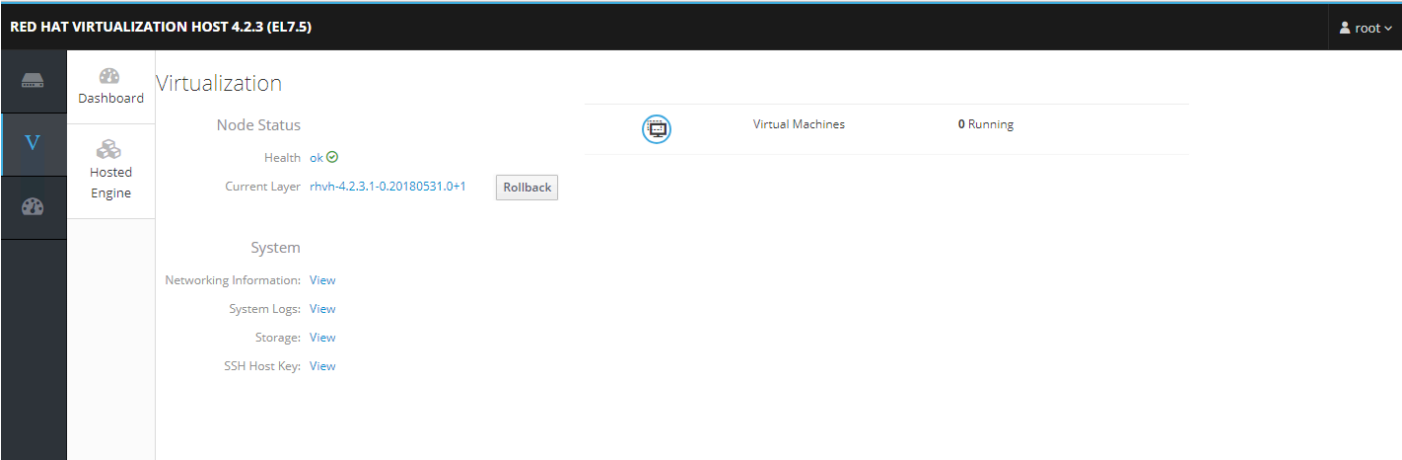 RED HAT VIRTUALIZATION HOST 4.2.3 (EL7.5)
root
Dashboard
V
Hosted
Engine
Virtualization
Node Status
Health ok
Current Layer rhvh-4.2.3.1-0.20180531.0+1 Rollback
Virtual Machines 0 Running
System
Networking Information: View
System Logs: View
Storage: View
SSH Host Key: View